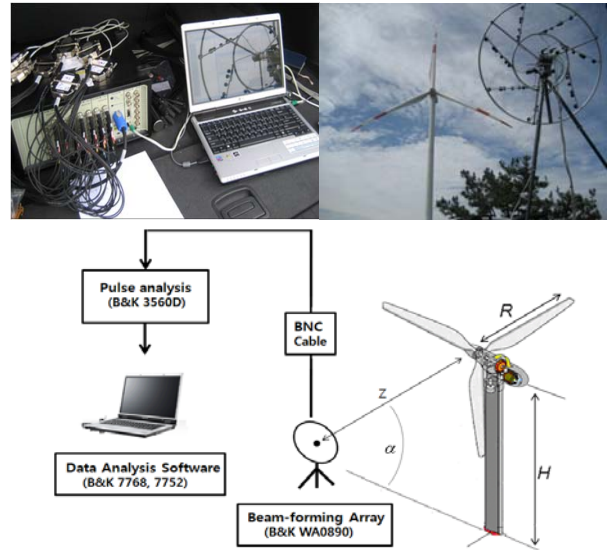 Pulse analysis
(B&K 3560D)
BNC
Cable
R
z
α
H
Data Analysis Software
(B&K 7768, 7752)
Beam-forming Array
(B&K WA0890)